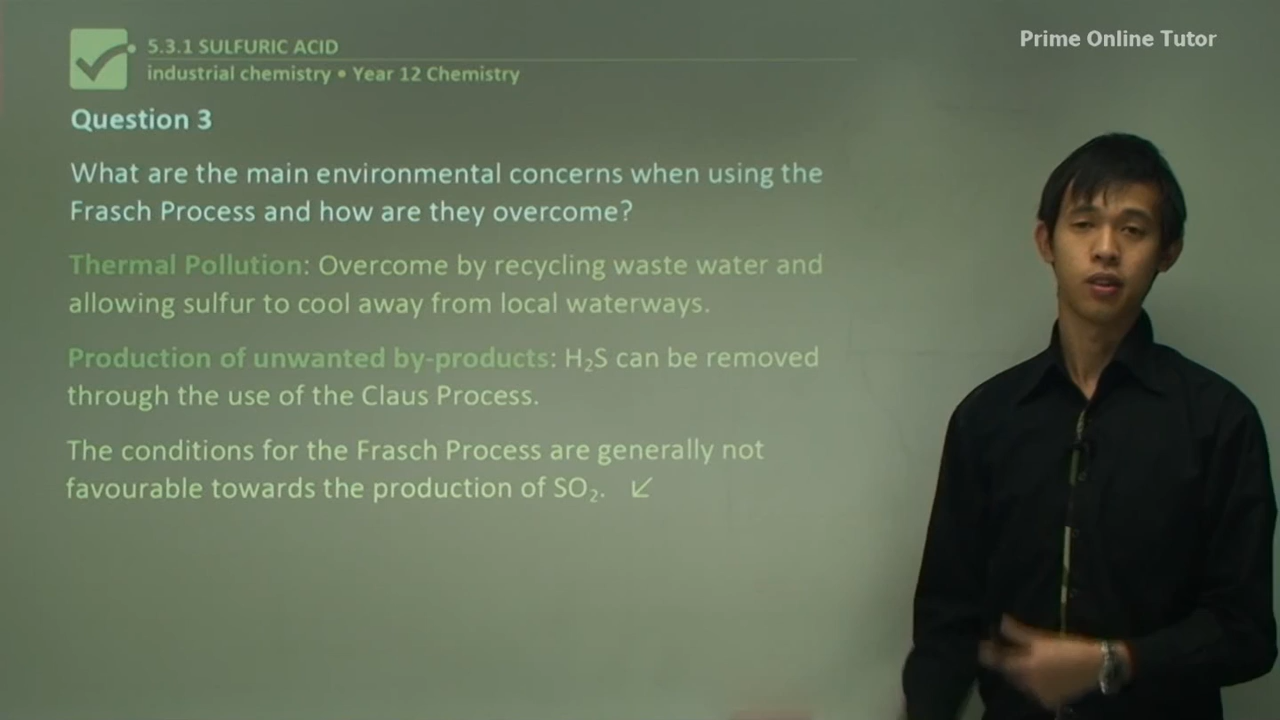 5.3.1 SULFURIC ACID
Prime Online Tutor
industrial chemistry • Year 12 Chemistry
Question 3
What are the main environmental concerns when using the
Frasch Process and how are they overcome?
Thermal Pollution: Overcome by recycling waste water and
allowing sulfur to cool away from local waterways.
Production of unwanted by-products: H₂S can be removed
through the use of the Claus Process.
The conditions for the Frasch Process are generally not
favourable towards the production of SO₂. ↙